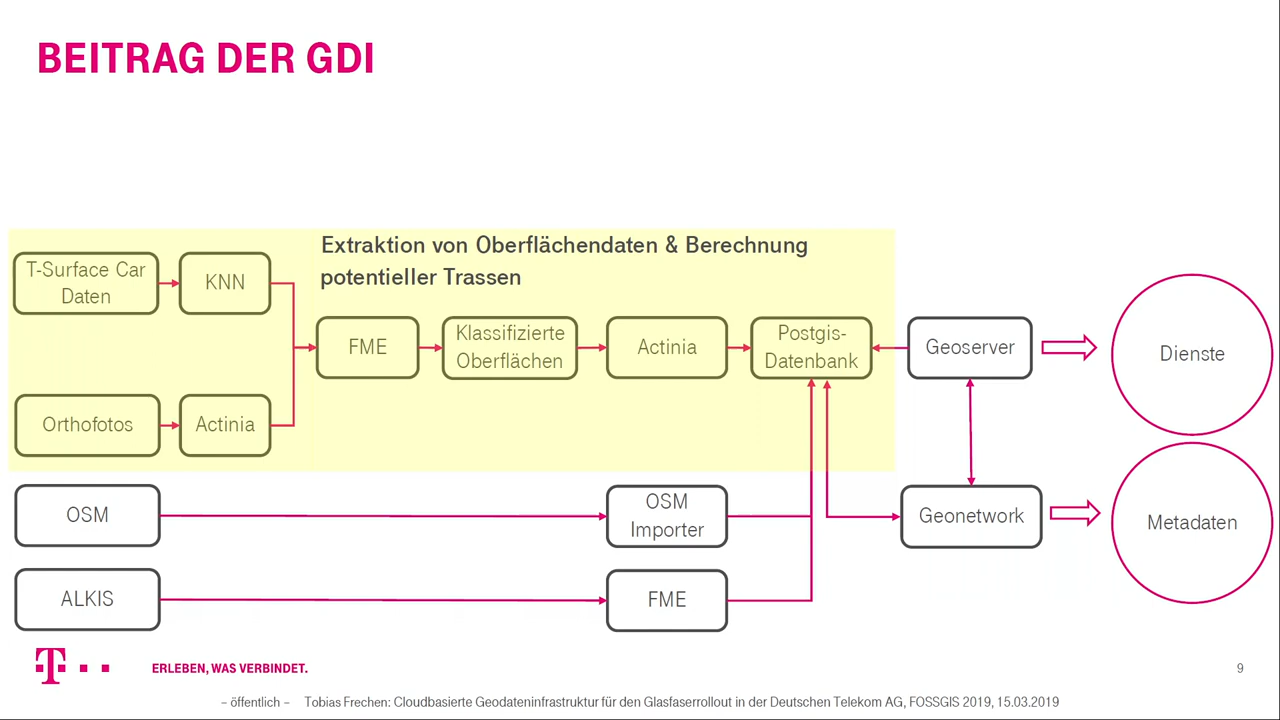 BEITRAG DER GDI
Extraktion von Oberflächendaten & Berechnung
potentieller Trassen
T-Surface Car
Daten
KNN
FME
Klassifizierte
Oberflächen
Actinia
Postgis-
Datenbank
Geoserver
Dienste
Orthofotos
Actinia
OSM
OSM
Importer
Geonetwork
Metadaten
ALKIS
FME
T
ERLEBEN, WAS VERBINDET.
9
– öffentlich – Tobias Frechen: Cloudbasierte Geodateninfrastruktur für den Glasfaserrollout in der Deutschen Telekom AG, FOSSGIS 2019, 15.03.2019